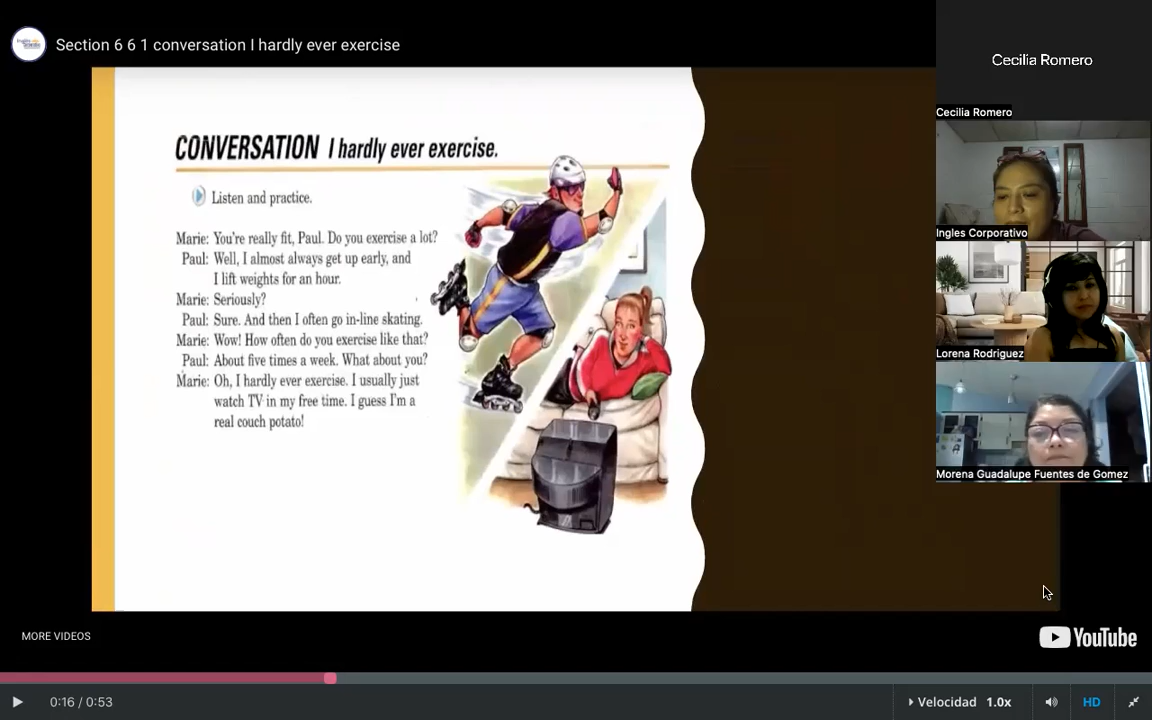 Section 6 6 1 conversation I hardly ever exercise
CONVERSATION I hardly ever exercise.
Listen and practice.
Marie: You're really fit, Paul. Do you exercise a lot?
Paul: Well, I almost always get up early, and
I lift weights for an hour.
Marie: Seriously?
Paul: Sure. And then I often go in-line skating.
Marie: Wow! How often do you exercise like that?
Paul: About five times a week. What about you?
Marie: Oh, I hardly ever exercise. I usually just
watch TV in my free time. I guess I'm a
real couch potato!
Cecilia Romero
Cecilia Romero
Ingles Corporativo
Lorena Rodriguez
Morena Guadalupe Fuentes de Gomez
MORE VIDEOS
YouTube
0:16 / 0:53
Velocidad 1.0x
HD